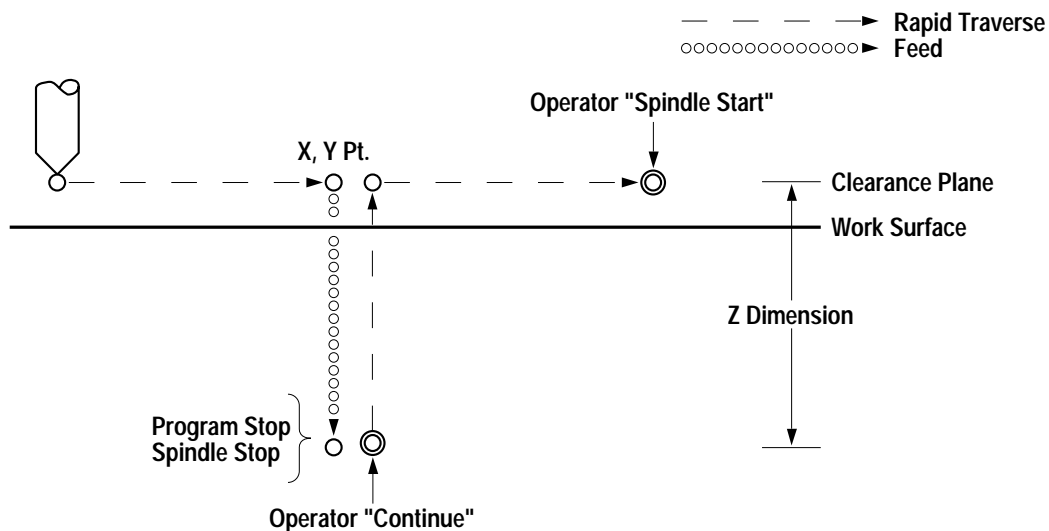 Rapid Traverse
Feed
Operator "Spindle Start"
X, Y Pt.
Clearance Plane
Work Surface
Z Dimension
Program Stop
Spindle Stop
Operator "Continue"